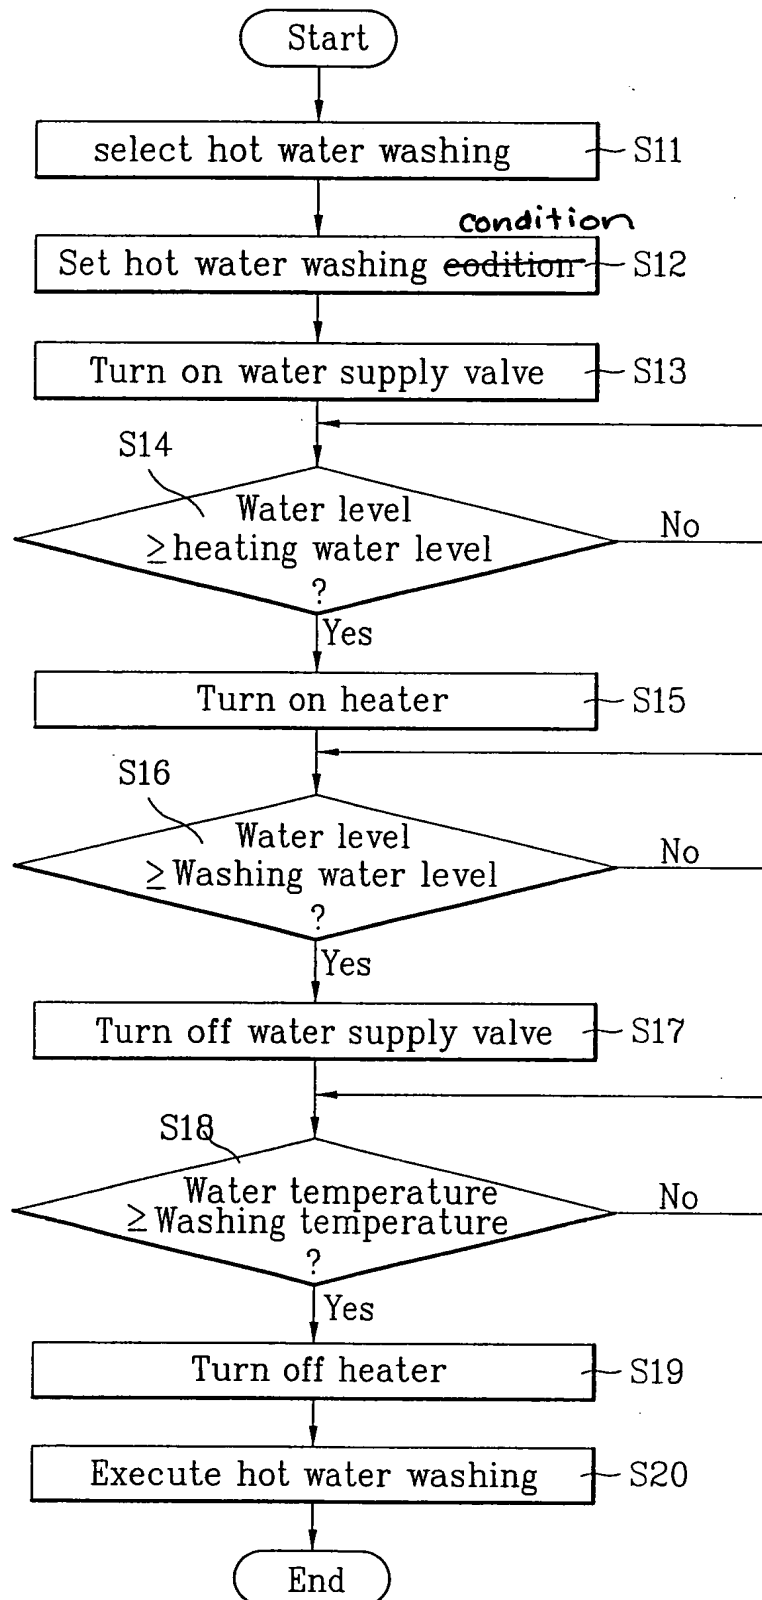 Start
select hot water washing S11
condition
Set hot water washing codition S12
Turn on water supply valve S13
S14
Water level
≥heating water level
?
No
Yes
Turn on heater S15
S16
Water level
≥Washing water level
?
No
Yes
Turn off water supply valve S17
S18
Water temperature
≥Washing temperature
?
No
Yes
Turn off heater S19
Execute hot water washing S20
End